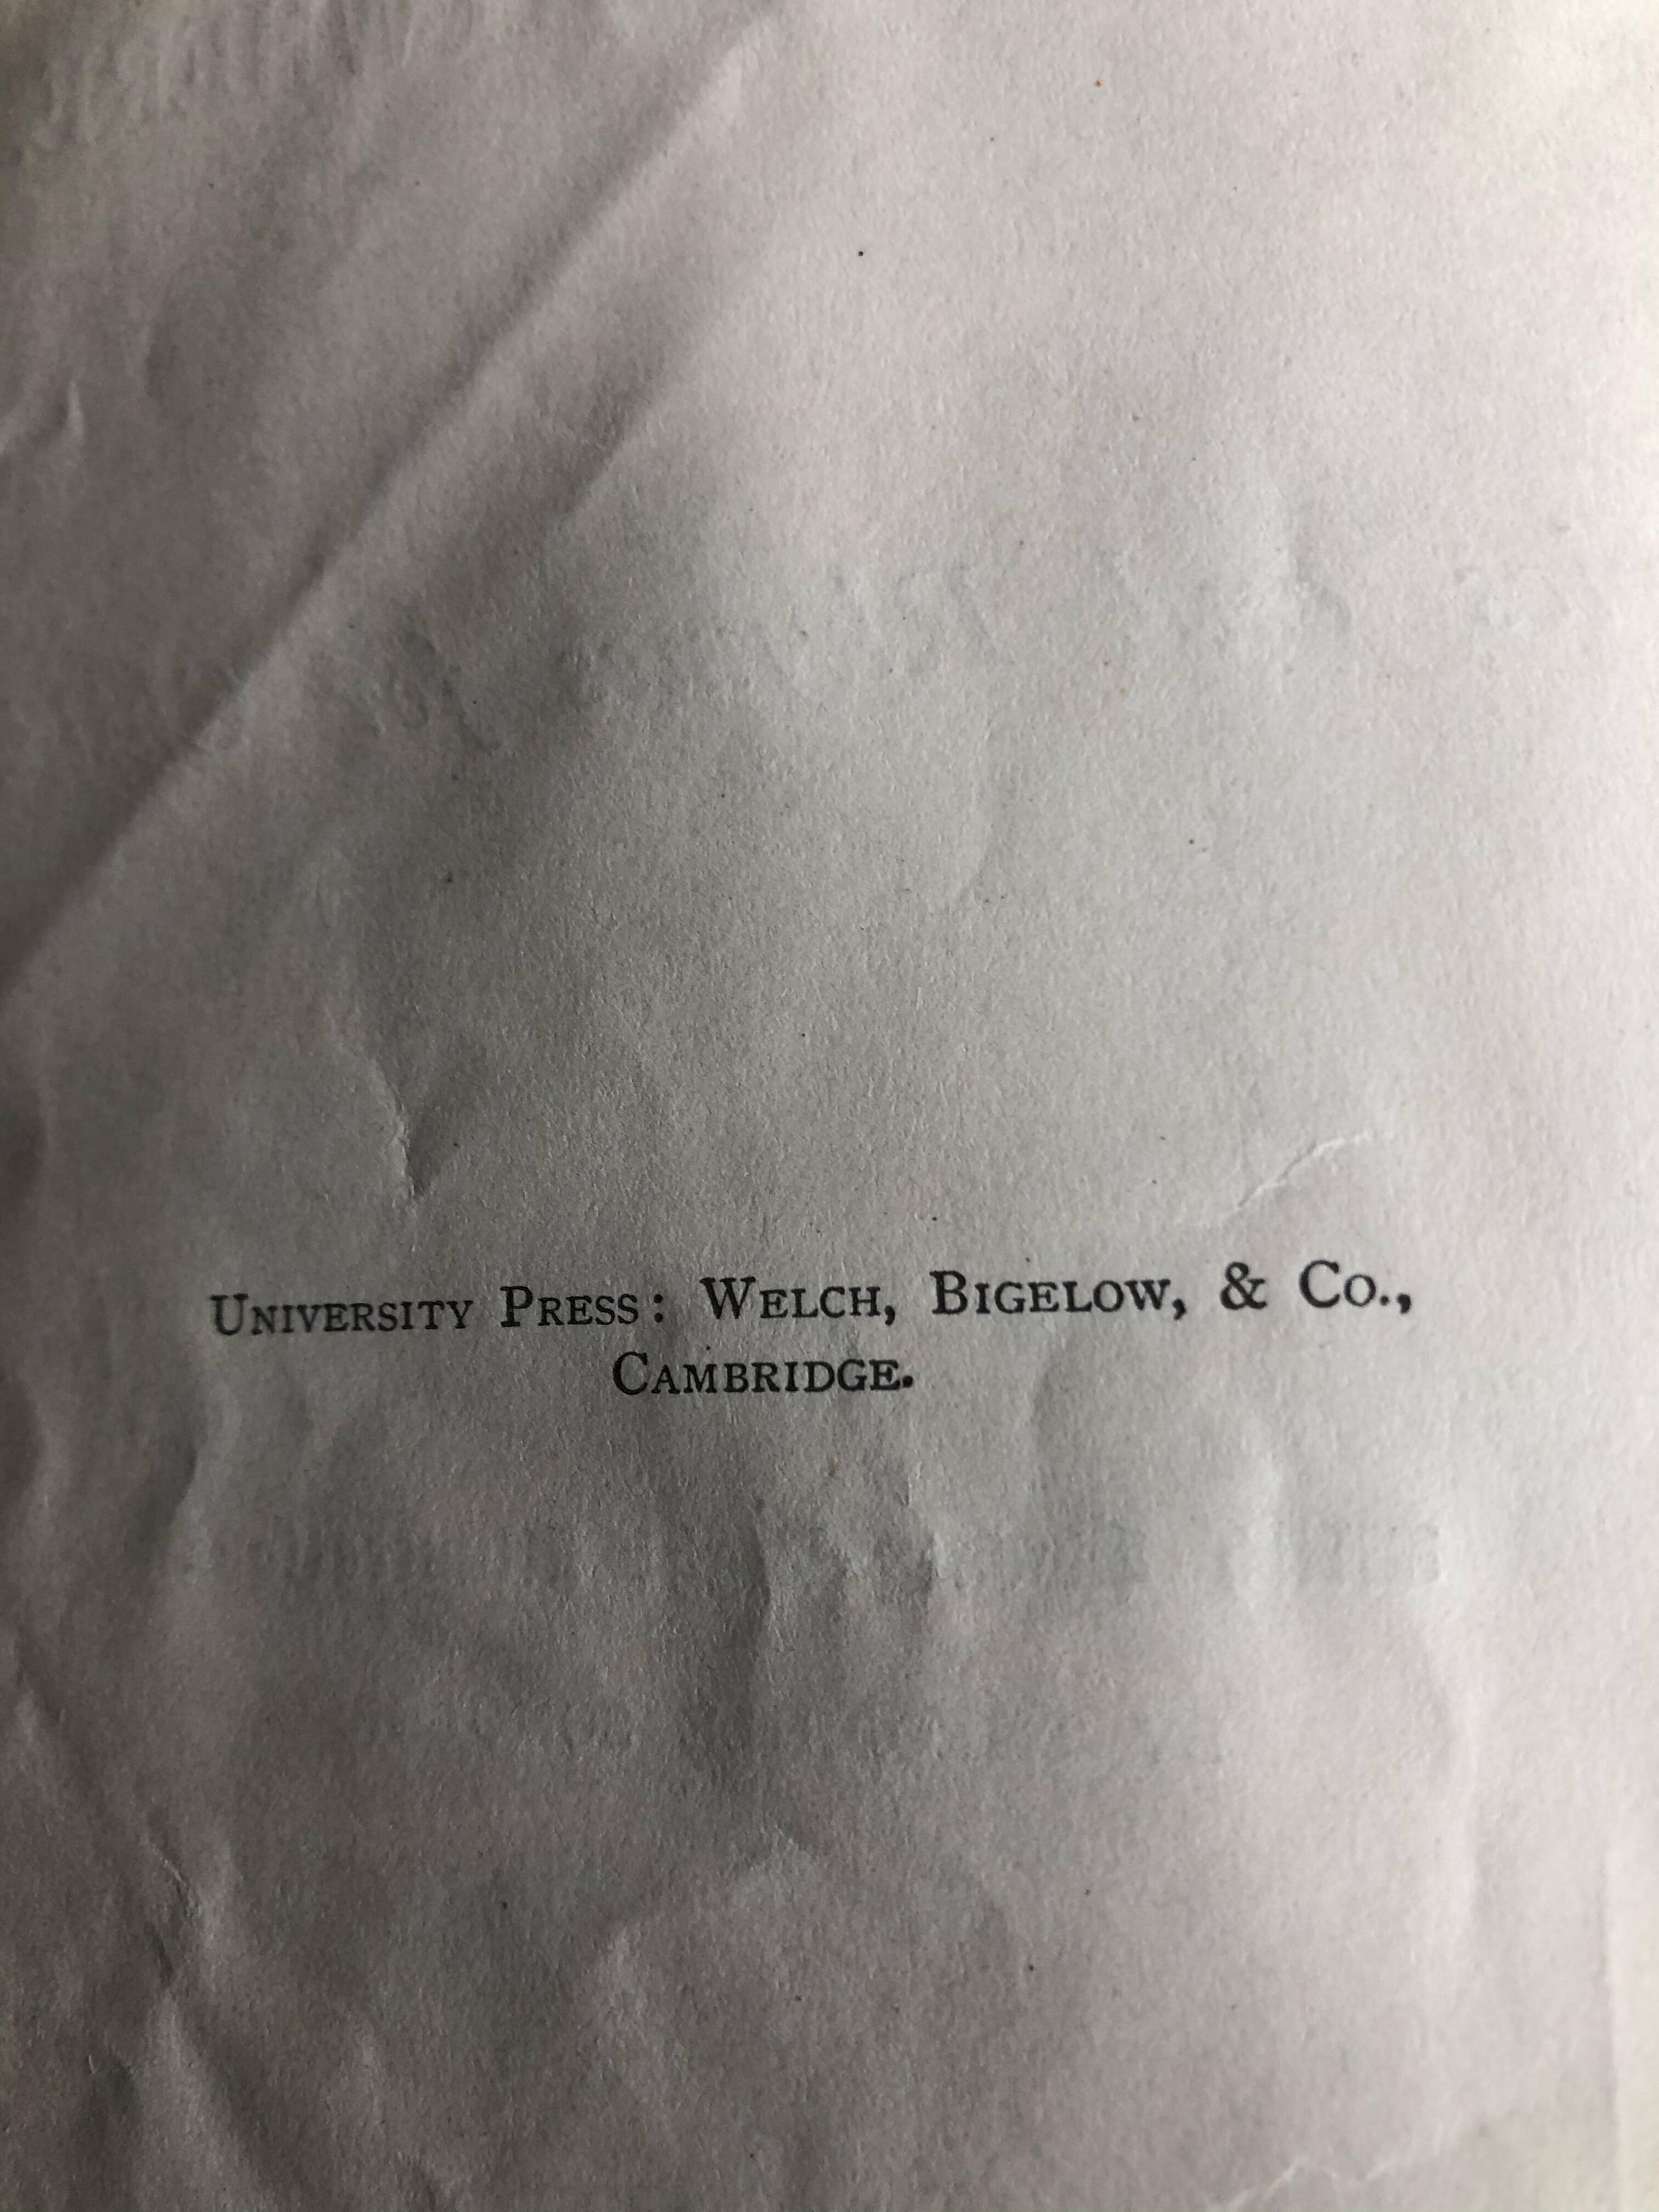 University Press: Welch, Bigelow, & Co.,
Cambridge.